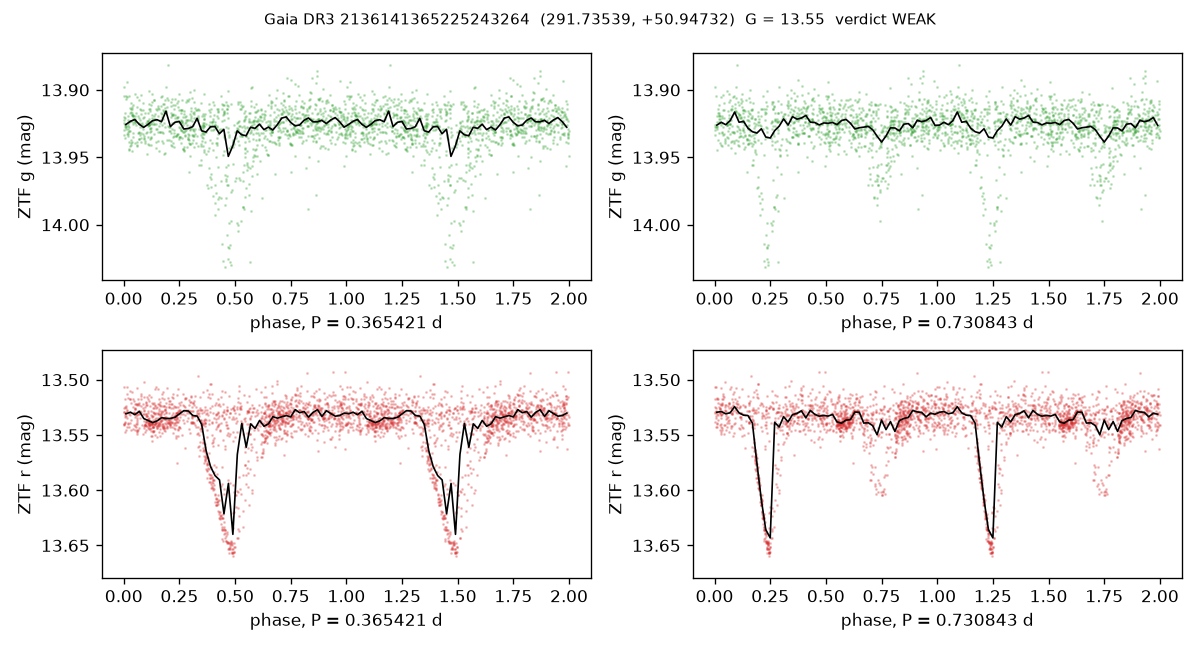 Gaia DR3 2136141365225243264 (291.73539, +50.94732) G = 13.55 verdict WEAK
ZTF g (mag)
13.90
13.95
14.00
0.00 0.25 0.50 0.75 1.00 1.25 1.50 1.75 2.00
phase, P = 0.365421 d
ZTF g (mag)
13.90
13.95
14.00
0.00 0.25 0.50 0.75 1.00 1.25 1.50 1.75 2.00
phase, P = 0.730843 d
ZTF r (mag)
13.50
13.55
13.60
13.65
0.00 0.25 0.50 0.75 1.00 1.25 1.50 1.75 2.00
phase, P = 0.365421 d
ZTF r (mag)
13.50
13.55
13.60
13.65
0.00 0.25 0.50 0.75 1.00 1.25 1.50 1.75 2.00
phase, P = 0.730843 d